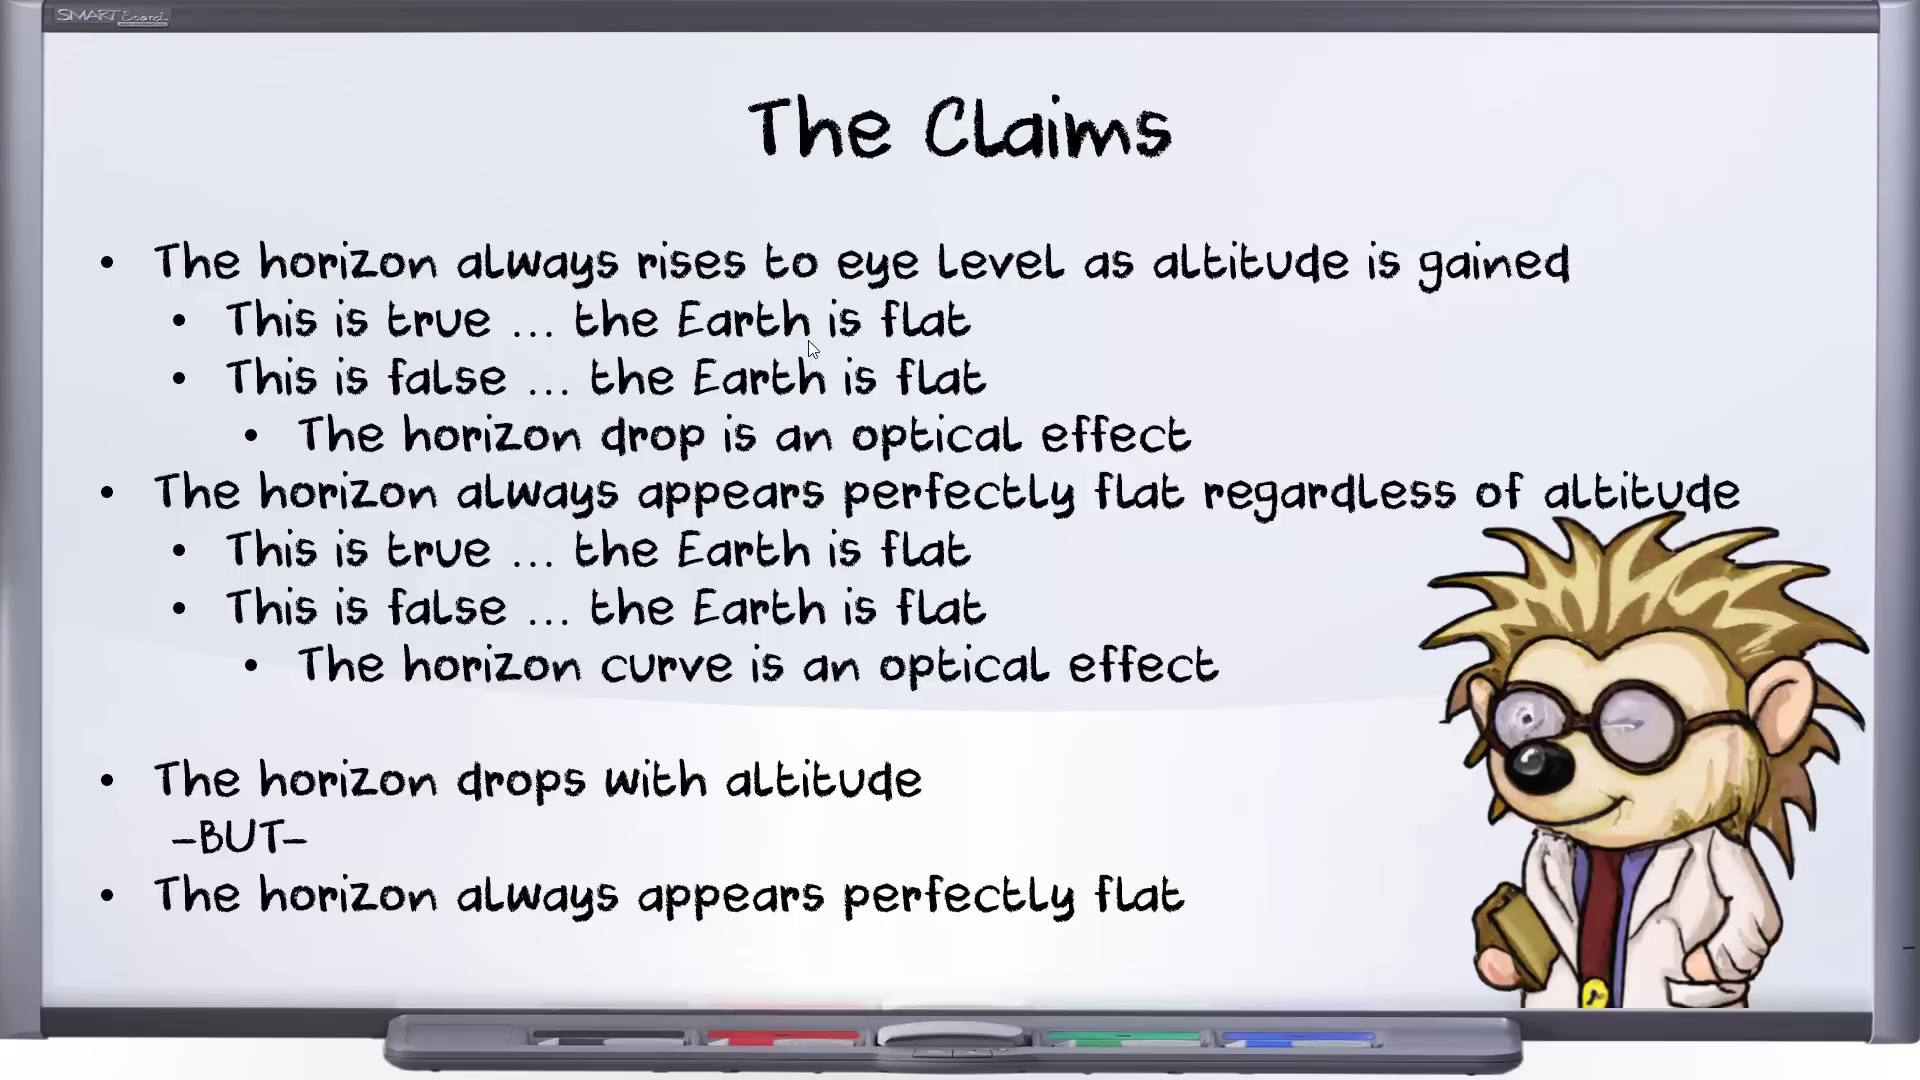 SMART Board
The Claims
• The horizon always rises to eye level as altitude is gained
• This is true ... the Earth is flat
• This is false ... the Earth is flat
• The horizon drop is an optical effect
• The horizon always appears perfectly flat regardless of altitude
• This is true ... the Earth is flat
• This is false ... the Earth is flat
• The horizon curve is an optical effect
• The horizon drops with altitude
-BUT-
• The horizon always appears perfectly flat